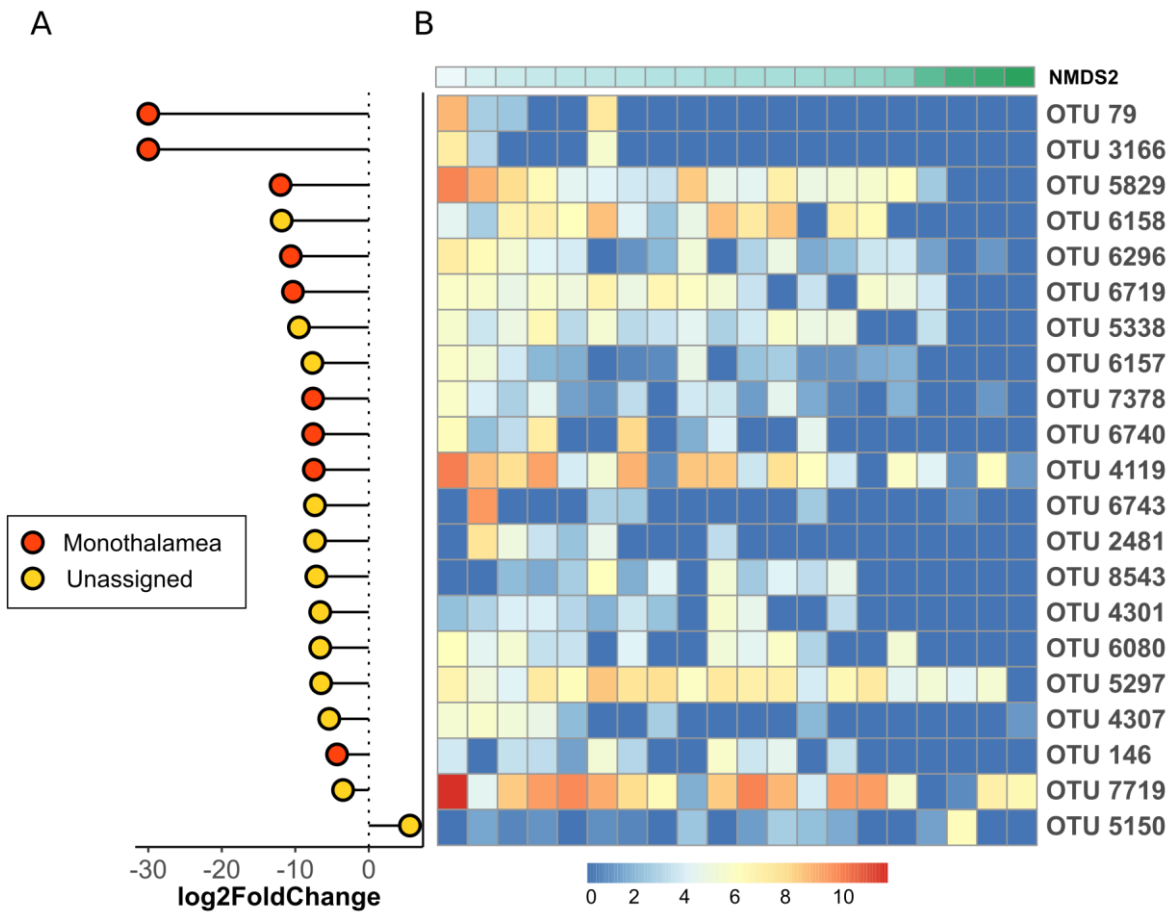 A
B
NMDS2
OTU 79
OTU 3166
OTU 5829
OTU 6158
OTU 6296
OTU 6719
OTU 5338
OTU 6157
OTU 7378
OTU 6740
OTU 4119
OTU 6743
OTU 2481
OTU 8543
OTU 4301
OTU 6080
OTU 5297
OTU 4307
OTU 146
OTU 7719
OTU 5150
Monothalamea
Unassigned
-30 -20 -10 0
log2FoldChange
0 2 4 6 8 10